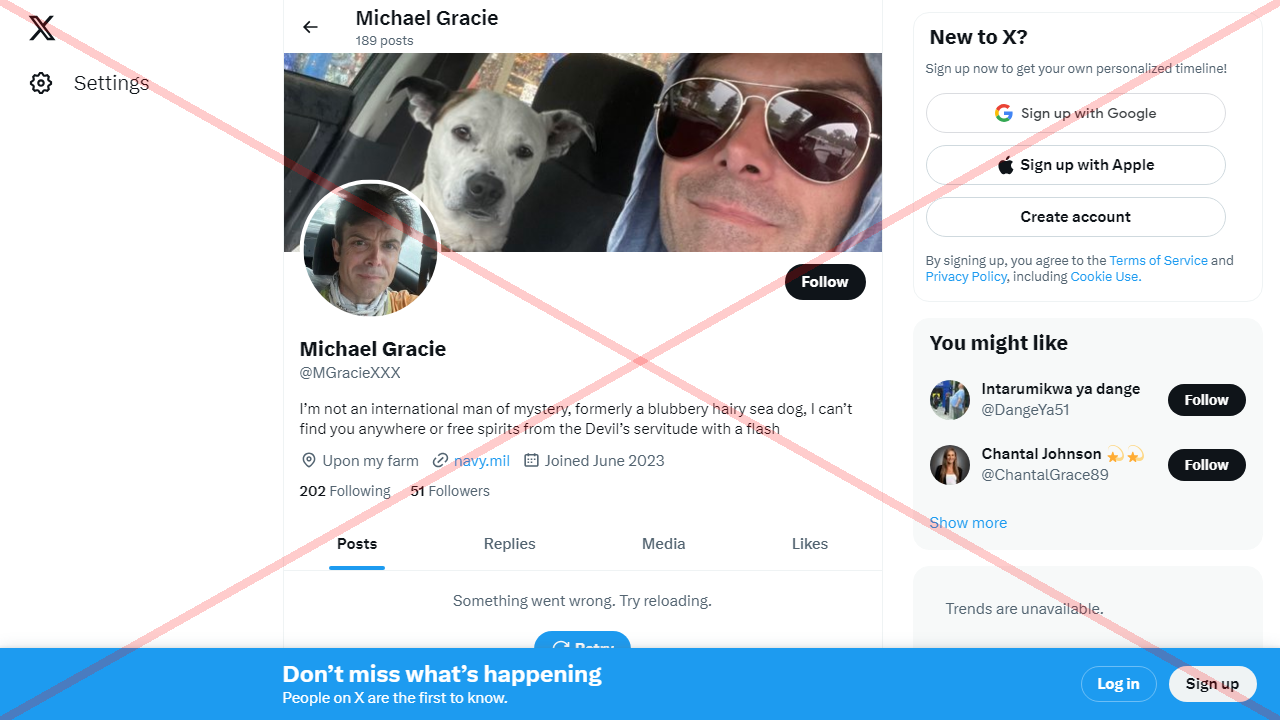 Settings
Michael Gracie
189 posts
Follow
Michael Gracie
@MGracieXXX
I'm not an international man of mystery, formerly a blubbery hairy sea dog, I can't
find you anywhere or free spirits from the Devil's servitude with a flash
Upon my farm navy.mil Joined June 2023
202 Following 51 Followers
Posts Replies Media Likes
Something went wrong. Try reloading.
Retry
New to X?
Sign up now to get your own personalized timeline!
Sign up with Google
Sign up with Apple
Create account
By signing up, you agree to the Terms of Service and
Privacy Policy, including Cookie Use.
You might like
Intarumikwa ya dange
@DangeYa51
Follow
Chantal Johnson 💫💫
@ChantalGrace89
Follow
Show more
Trends are unavailable.
Don't miss what's happening
People on X are the first to know.
Log in
Sign up